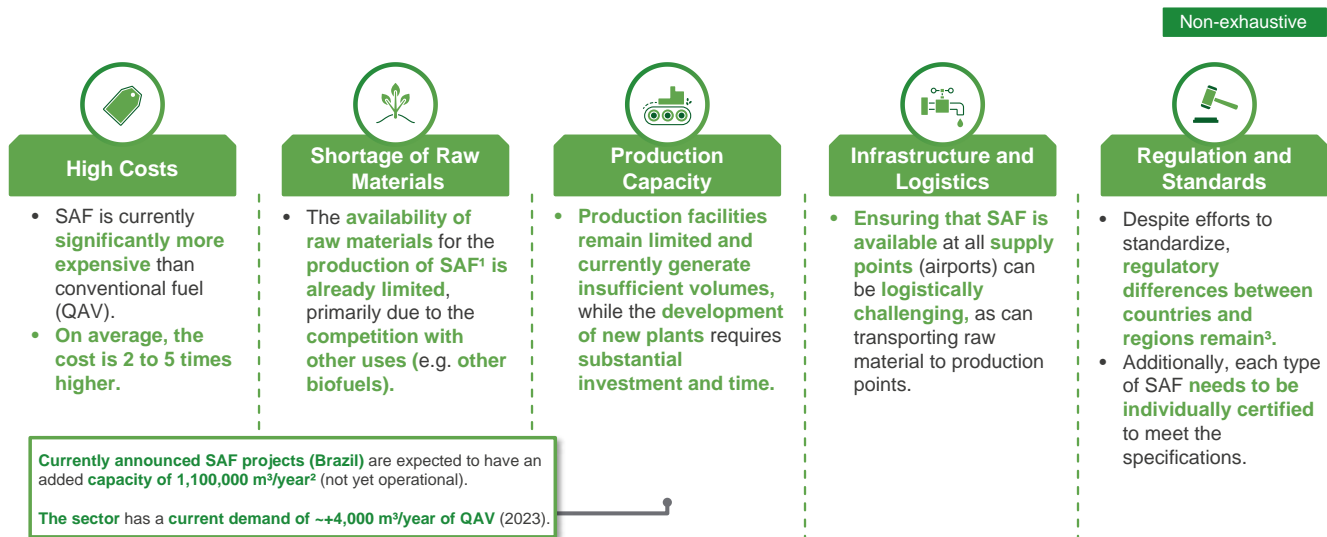 Non-exhaustive
High Costs
• SAF is currently
significantly more
expensive than
conventional fuel
(QAV).
• On average, the
cost is 2 to 5 times
higher.
Shortage of Raw
Materials
• The availability of
raw materials for the
production of SAF¹ is
already limited,
primarily due to the
competition with
other uses (e.g. other
biofuels).
Production
Capacity
• Production facilities
remain limited and
currently generate
insufficient volumes,
while the development
of new plants requires
substantial
investment and time.
Infrastructure and
Logistics
• Ensuring that SAF is
available at all supply
points (airports) can
be logistically
challenging, as can
transporting raw
material to production
points.
Regulation and
Standards
• Despite efforts to
standardize,
regulatory
differences between
countries and
regions remain³.
• Additionally, each type
of SAF needs to be
individually certified
to meet the
specifications.
Currently announced SAF projects (Brazil) are expected to have an
added capacity of 1,100,000 m³/year² (not yet operational).
The sector has a current demand of ~+4,000 m³/year of QAV (2023).